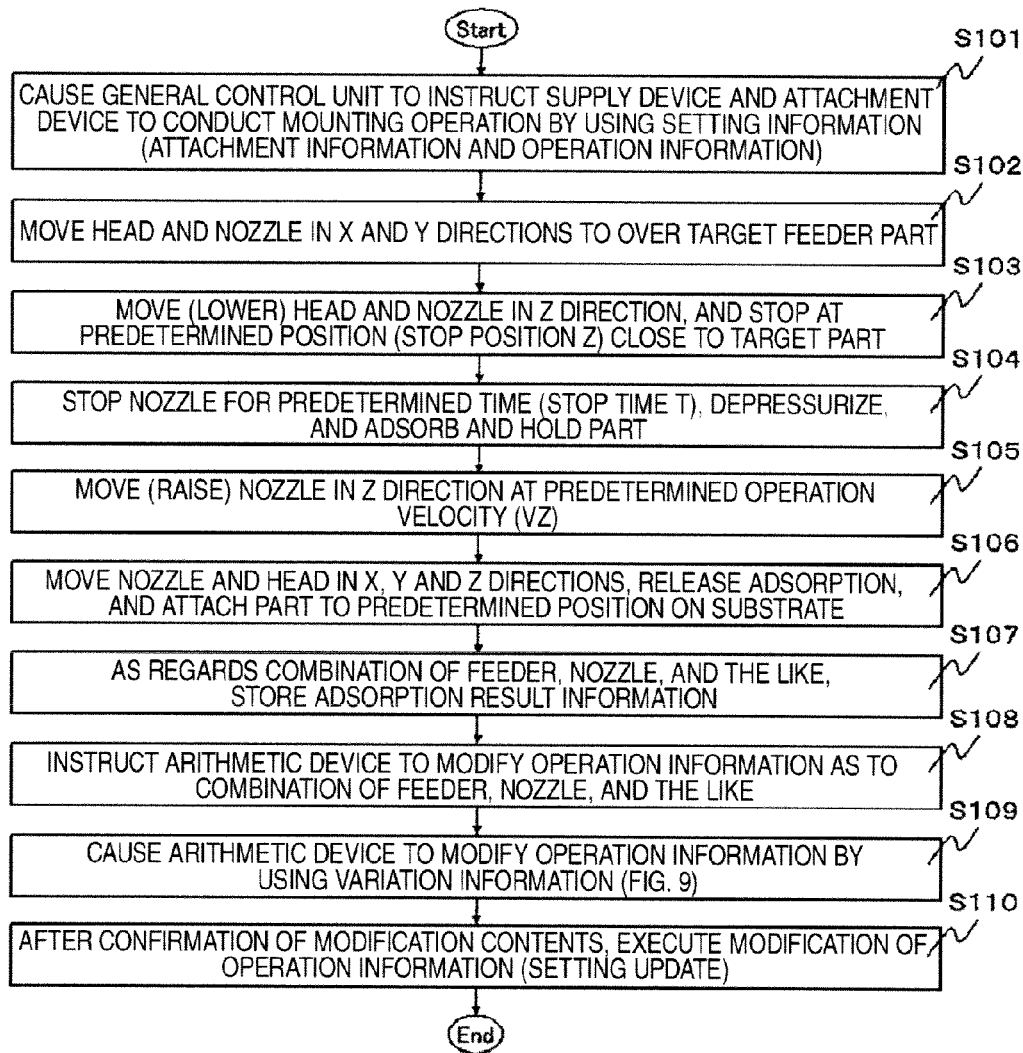 Start
S101
CAUSE GENERAL CONTROL UNIT TO INSTRUCT SUPPLY DEVICE AND ATTACHMENT
DEVICE TO CONDUCT MOUNTING OPERATION BY USING SETTING INFORMATION
(ATTACHMENT INFORMATION AND OPERATION INFORMATION)
S102
MOVE HEAD AND NOZZLE IN X AND Y DIRECTIONS TO OVER TARGET FEEDER PART
S103
MOVE (LOWER) HEAD AND NOZZLE IN Z DIRECTION, AND STOP AT
PREDETERMINED POSITION (STOP POSITION Z) CLOSE TO TARGET PART
S104
STOP NOZZLE FOR PREDETERMINED TIME (STOP TIME T), DEPRESSURIZE,
AND ADSORB AND HOLD PART
S105
MOVE (RAISE) NOZZLE IN Z DIRECTION AT PREDETERMINED OPERATION
VELOCITY (VZ)
S106
MOVE NOZZLE AND HEAD IN X, Y AND Z DIRECTIONS, RELEASE ADSORPTION,
AND ATTACH PART TO PREDETERMINED POSITION ON SUBSTRATE
S107
AS REGARDS COMBINATION OF FEEDER, NOZZLE, AND THE LIKE,
STORE ADSORPTION RESULT INFORMATION
S108
INSTRUCT ARITHMETIC DEVICE TO MODIFY OPERATION INFORMATION AS TO
COMBINATION OF FEEDER, NOZZLE, AND THE LIKE
S109
CAUSE ARITHMETIC DEVICE TO MODIFY OPERATION INFORMATION BY
USING VARIATION INFORMATION (FIG. 9)
S110
AFTER CONFIRMATION OF MODIFICATION CONTENTS, EXECUTE MODIFICATION OF
OPERATION INFORMATION (SETTING UPDATE)
End